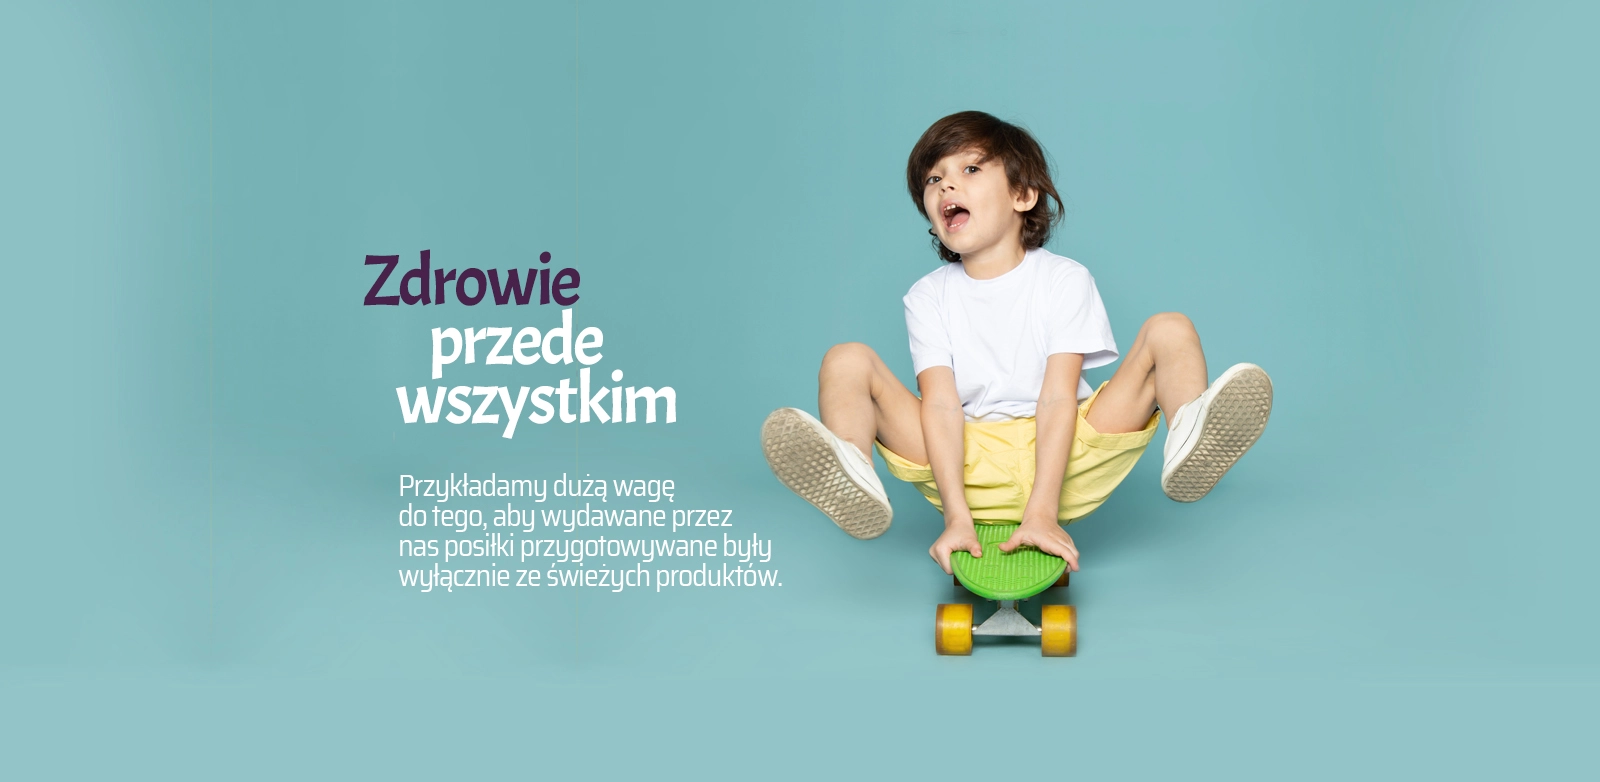 Zdrowie
przede
wszystkim
Przykładamy dużą wagę
do tego, aby wydawane przez
nas posiłki przygotowywane były
wyłącznie ze świeżych produktów.